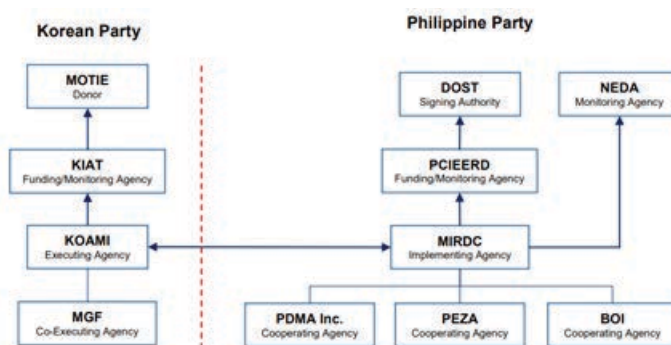 Korean Party
Philippine Party
MOTIE
Donor
DOST
Signing Authority
NEDA
Monitoring Agency
KIAT
Funding/Monitoring Agency
PCIEERD
Funding/Monitoring Agency
KOAMI
Executing Agency
MIRDC
Implementing Agency
MGF
Co-Executing Agency
PDMA Inc.
Cooperating Agency
PEZA
Cooperating Agency
BOI
Cooperating Agency